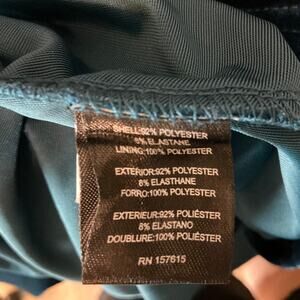 SHELL:92% POLYESTER
8% ELASTANE
LINING:100% POLYESTER
EXTERIOR:92% POLYESTER
8% ELASTHANE
FORRO:100% POLYESTER
EXTERIEUR:92% POLIÉSTER
8% ELASTANO
DOUBLURE:100% POLIÉSTER
RN 157615